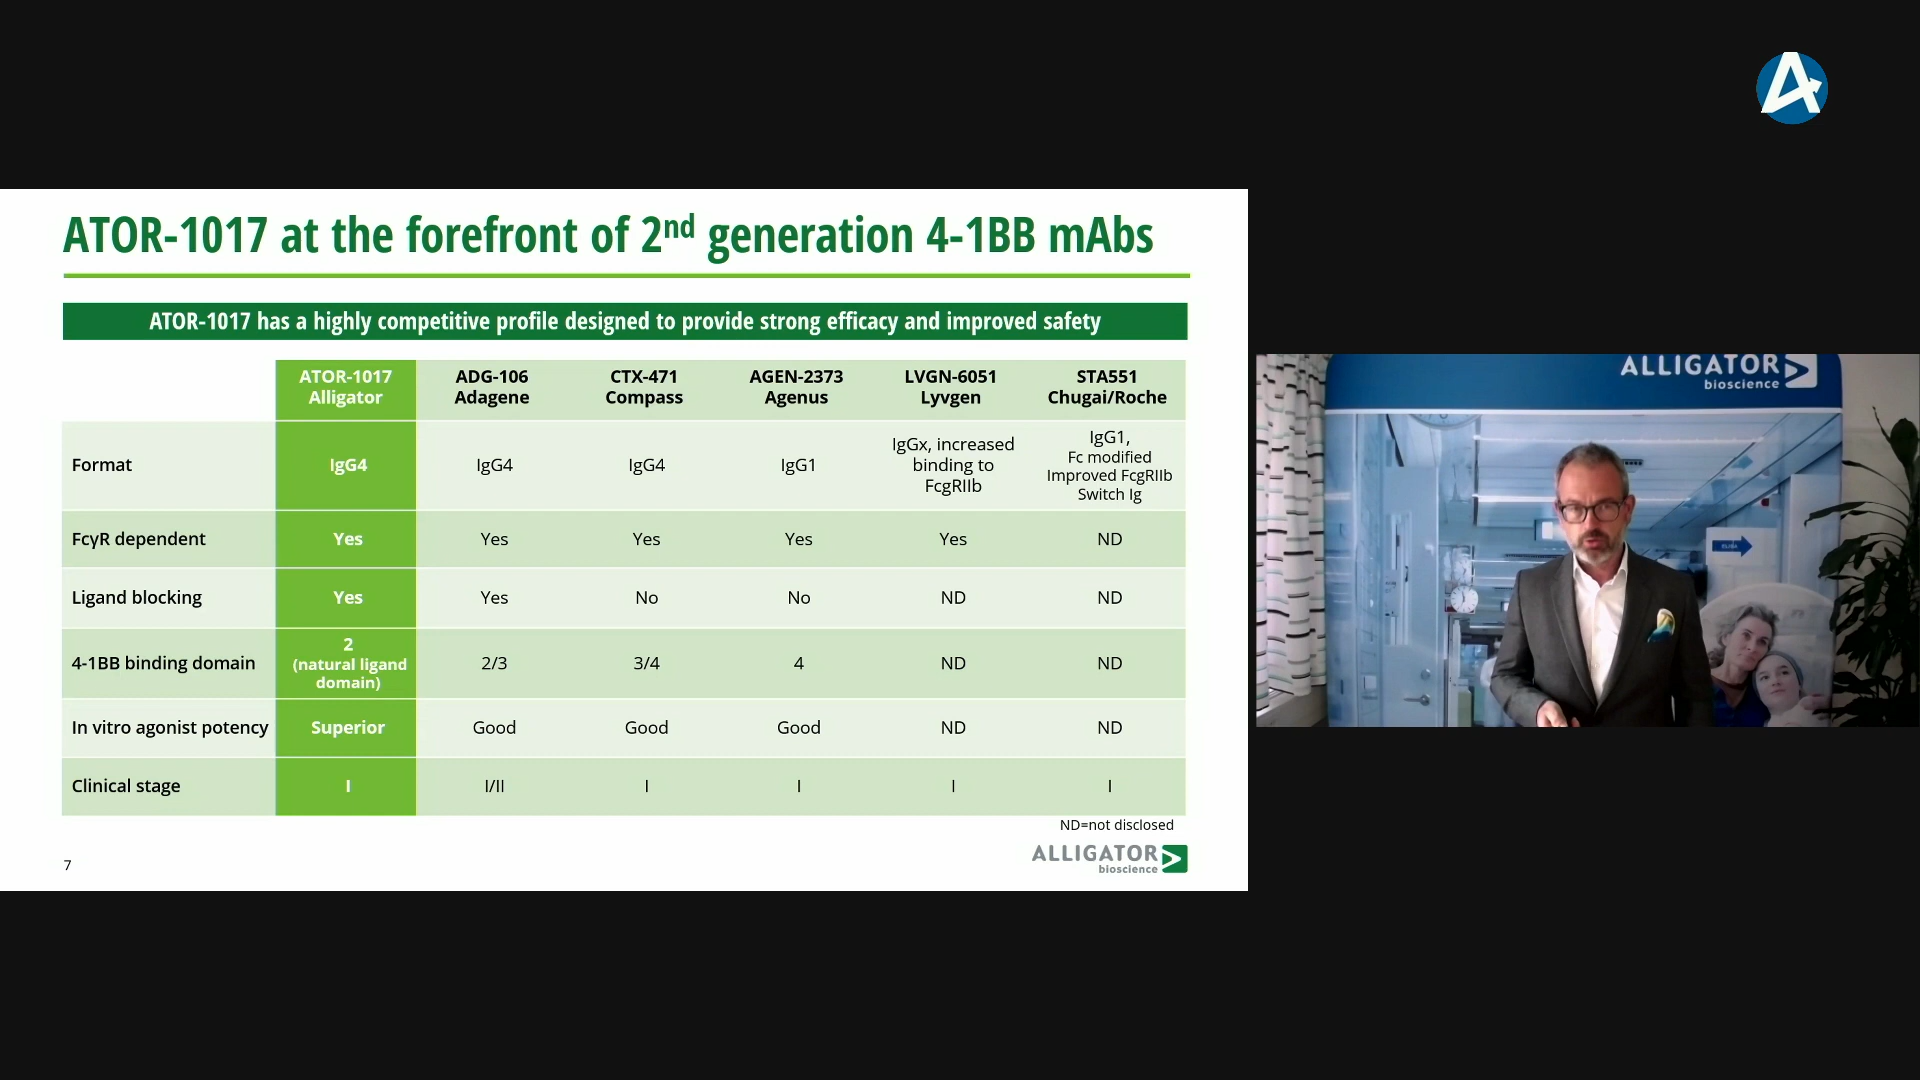 ATOR-1017 at the forefront of 2nd generation 4-1BB mAbs
ATOR-1017 has a highly competitive profile designed to provide strong efficacy and improved safety
ATOR-1017 Alligator
ADG-106 Adagene
CTX-471 Compass
AGEN-2373 Agenus
LVGN-6051 Lyvgen
STA551 Chugai/Roche
Format
IgG4
IgG4
IgG4
IgG1
IgGx, increased
binding to
FcgRIIb
IgG1,
Fc modified
Improved FcgRIIb
Switch Ig
FcγR dependent
Yes
Yes
Yes
Yes
Yes
ND
Ligand blocking
Yes
Yes
No
No
ND
ND
4-1BB binding domain
2
(natural ligand
domain)
2/3
3/4
4
ND
ND
In vitro agonist potency
Superior
Good
Good
Good
ND
ND
Clinical stage
I
I/II
I
I
I
I
ND=not disclosed
7
ALLIGATOR
bioscience
ALLIGATOR
bioscience